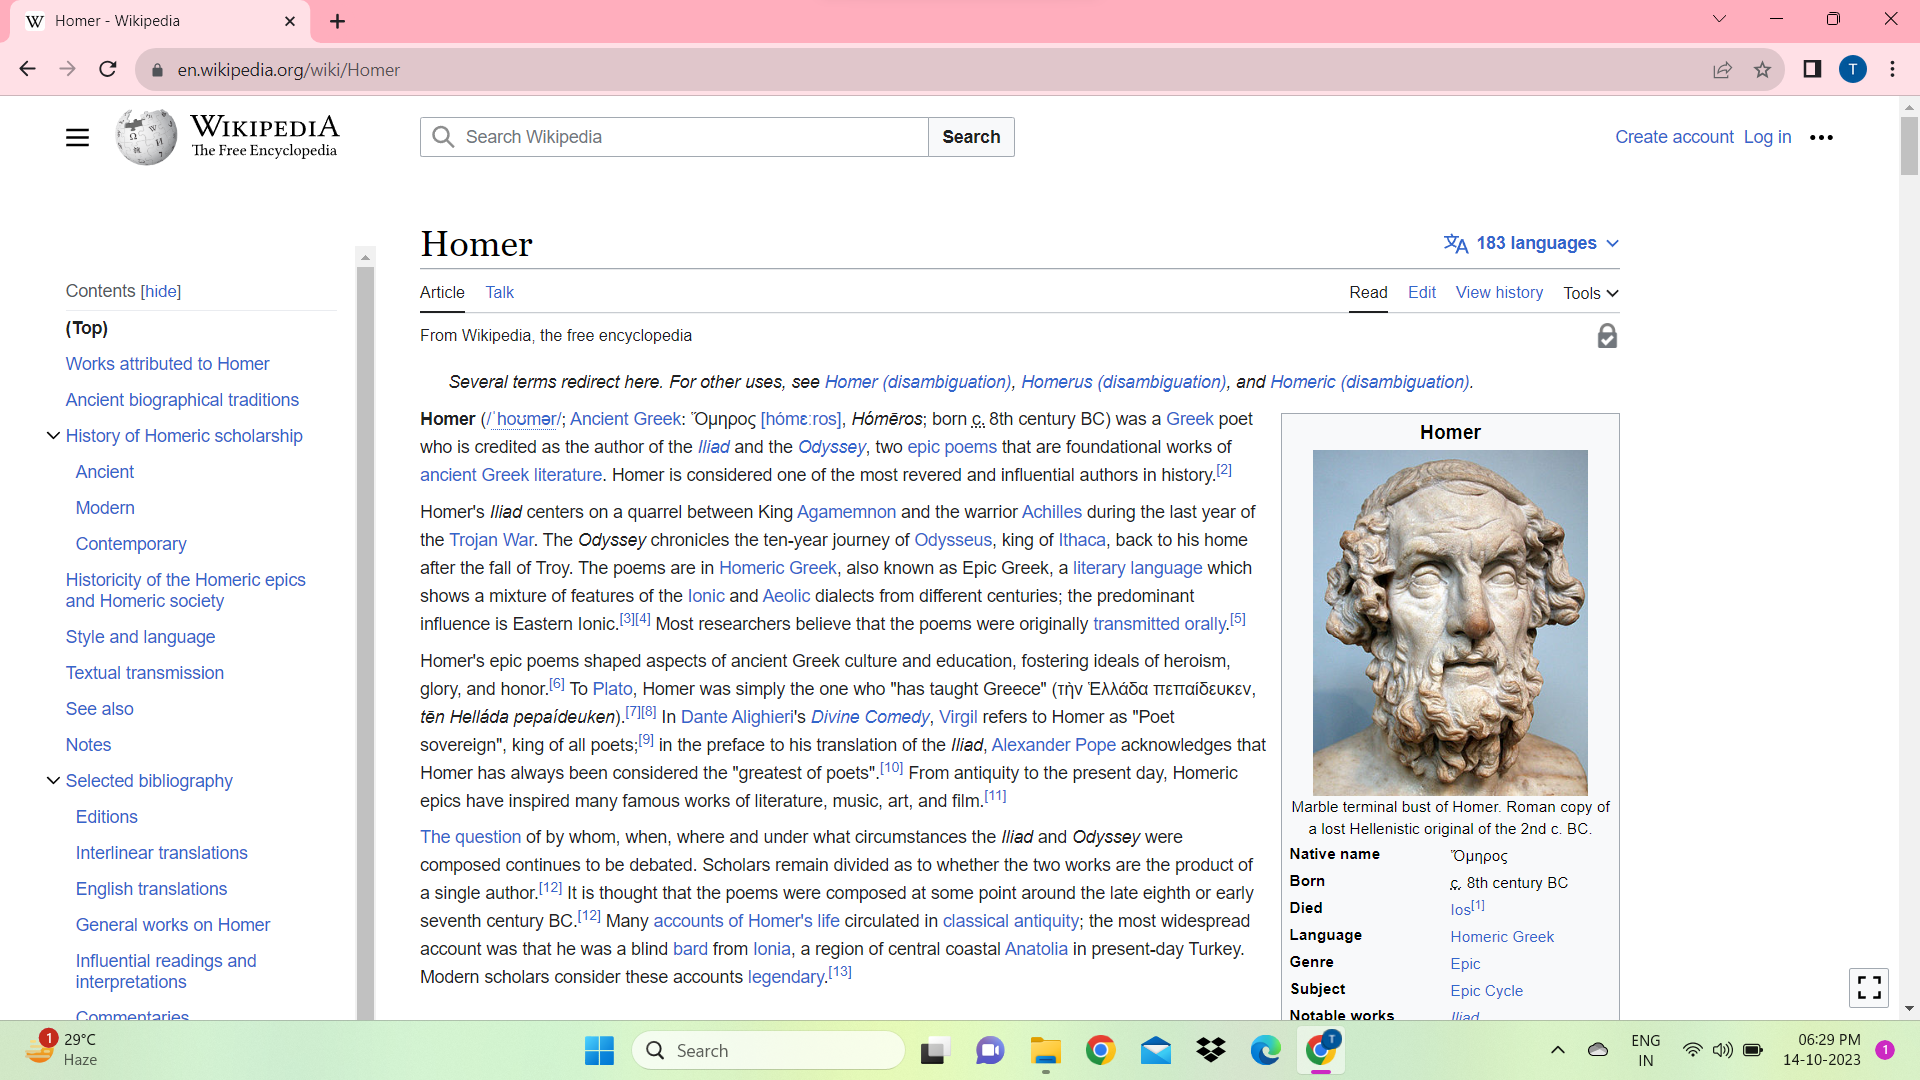 Homer - Wikipedia
en.wikipedia.org/wiki/Homer
T
WIKIPEDIA
The Free Encyclopedia
Search Wikipedia
Search
Create account Log in
Homer
183 languages
Article Talk
Read Edit View history Tools
From Wikipedia, the free encyclopedia
Contents [hide]
(Top)
Works attributed to Homer
Ancient biographical traditions
History of Homeric scholarship
Ancient
Modern
Contemporary
Historicity of the Homeric epics
and Homeric society
Style and language
Textual transmission
See also
Notes
Selected bibliography
Editions
Interlinear translations
English translations
General works on Homer
Influential readings and
interpretations
Commentaries
Several terms redirect here. For other uses, see Homer (disambiguation), Homerus (disambiguation), and Homeric (disambiguation).
Homer (/ˈhoʊmər/; Ancient Greek: Ὅμηρος [hómɛːros], Hómēros; born c. 8th century BC) was a Greek poet
who is credited as the author of the Iliad and the Odyssey, two epic poems that are foundational works of
ancient Greek literature. Homer is considered one of the most revered and influential authors in history.[2]
Homer's Iliad centers on a quarrel between King Agamemnon and the warrior Achilles during the last year of
the Trojan War. The Odyssey chronicles the ten-year journey of Odysseus, king of Ithaca, back to his home
after the fall of Troy. The poems are in Homeric Greek, also known as Epic Greek, a literary language which
shows a mixture of features of the Ionic and Aeolic dialects from different centuries; the predominant
influence is Eastern Ionic.[3][4] Most researchers believe that the poems were originally transmitted orally.[5]
Homer's epic poems shaped aspects of ancient Greek culture and education, fostering ideals of heroism,
glory, and honor.[6] To Plato, Homer was simply the one who "has taught Greece" (τὴν Ἑλλάδα πεπαίδευκεν,
tēn Helláda pepaídeuken).[7][8] In Dante Alighieri's Divine Comedy, Virgil refers to Homer as "Poet
sovereign", king of all poets;[9] in the preface to his translation of the Iliad, Alexander Pope acknowledges that
Homer has always been considered the "greatest of poets".[10] From antiquity to the present day, Homeric
epics have inspired many famous works of literature, music, art, and film.[11]
The question of by whom, when, where and under what circumstances the Iliad and Odyssey were
composed continues to be debated. Scholars remain divided as to whether the two works are the product of
a single author.[12] It is thought that the poems were composed at some point around the late eighth or early
seventh century BC.[12] Many accounts of Homer's life circulated in classical antiquity; the most widespread
account was that he was a blind bard from Ionia, a region of central coastal Anatolia in present-day Turkey.
Modern scholars consider these accounts legendary.[13]
Homer
Marble terminal bust of Homer. Roman copy of
a lost Hellenistic original of the 2nd c. BC.
Native name Ὅμηρος
Born c. 8th century BC
Died Ios[1]
Language Homeric Greek
Genre Epic
Subject Epic Cycle
Notable works Iliad
1
29°C
Haze
Search
T
ENG
IN
06:29 PM
14-10-2023
1